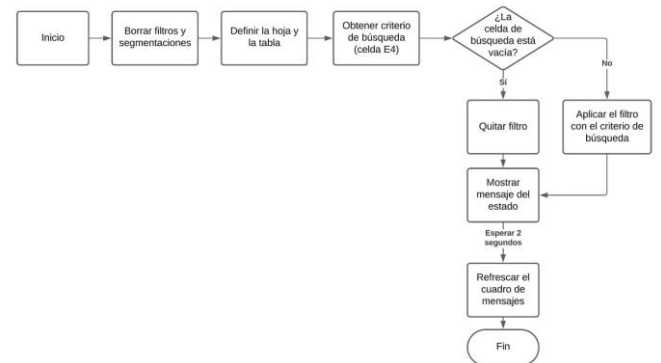 Inicio
Borrar filtros y
segmentaciones
Definir la hoja y
la tabla
Obtener criterio
de búsqueda
(celda E4)
¿La
celda de
búsqueda está
vacía?
No
Sí
Quitar filtro
Aplicar el filtro
con el criterio de
búsqueda
Mostrar
mensaje del
estado
Esperar 2
segundos
Refrescar el
cuadro de
mensajes
Fin